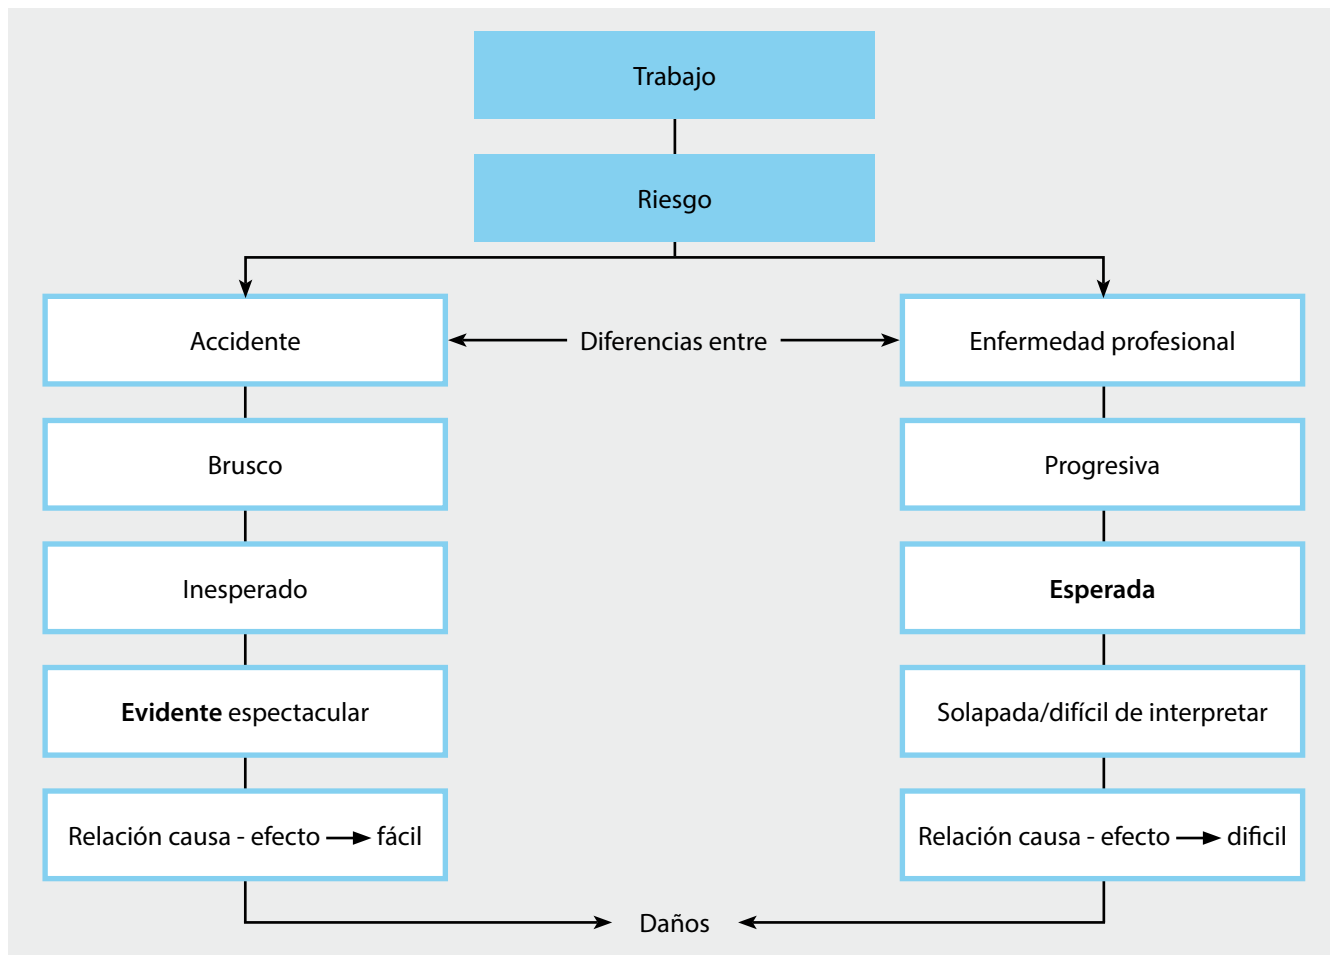 Trabajo
Riesgo
Accidente
Diferencias entre
Enfermedad profesional
Brusco
Progresiva
Inesperado
Esperada
Evidente espectacular
Solapada/difícil de interpretar
Relación causa - efecto → fácil
Relación causa - efecto → dificil
Daños